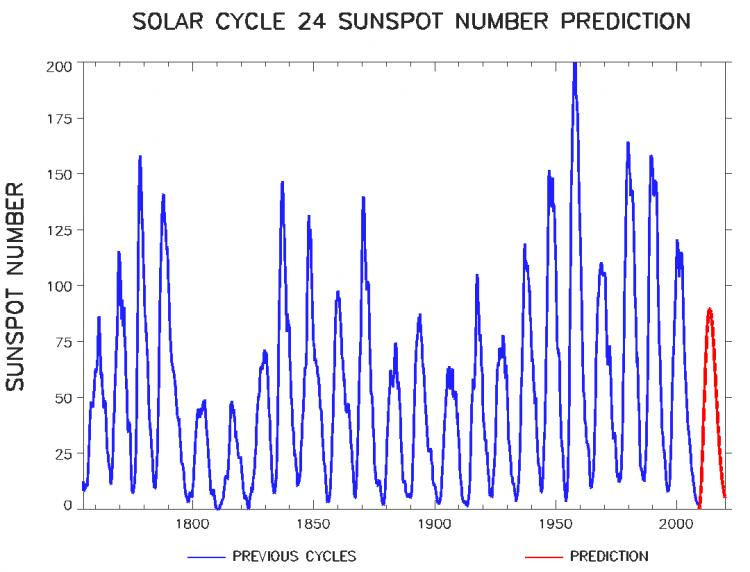 SOLAR CYCLE 24 SUNSPOT NUMBER PREDICTION
SUNSPOT NUMBER
200
175
150
125
100
75
50
25
0
1800 1850 1900 1950 2000
PREVIOUS CYCLES PREDICTION